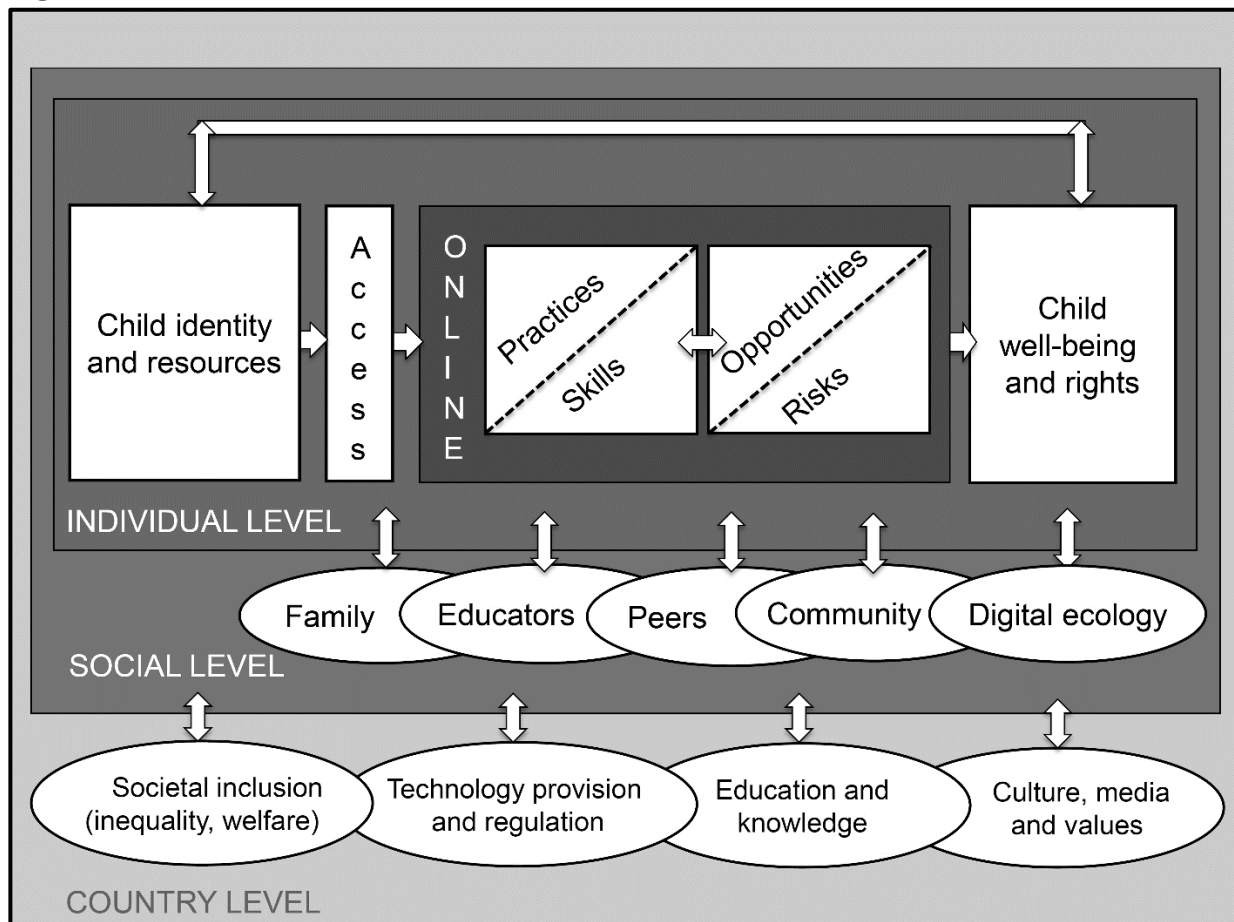 Child identity
and resources
Access
ONLINE
Practices
Skills
Opportunities
Risks
Child
well-being
and rights
INDIVIDUAL LEVEL
Family
Educators
Peers
Community
Digital ecology
SOCIAL LEVEL
Societal inclusion
(inequality, welfare)
Technology provision
and regulation
Education and
knowledge
Culture, media
and values
COUNTRY LEVEL